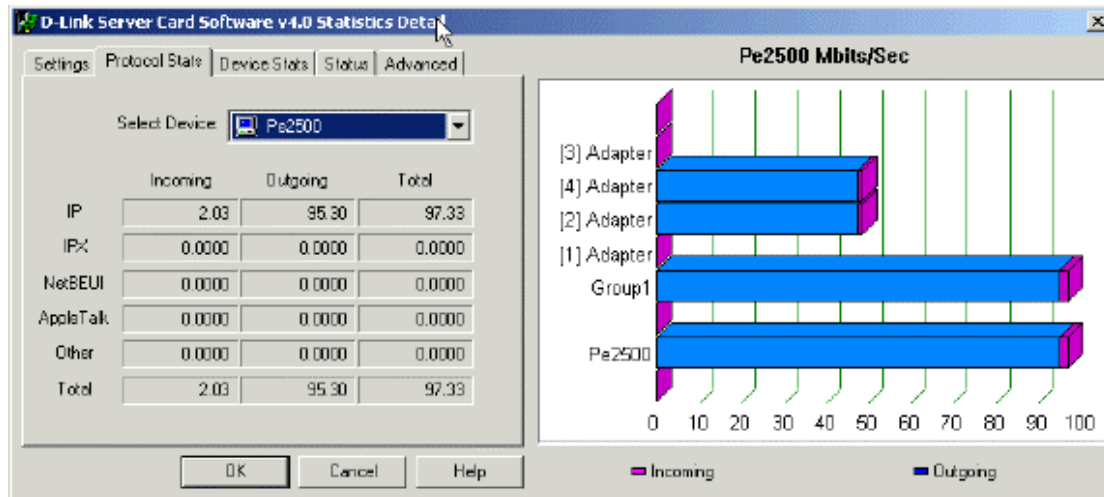 D-Link Server Card Software v4.0 Statistics Detail
Settings Protocol Stats Device Stats Status Advanced
Select Device: Pe2500
Incoming Outgoing Total
IP 2.03 95.30 97.33
IPX 0.0000 0.0000 0.0000
NetBEUI 0.0000 0.0000 0.0000
AppleTalk 0.0000 0.0000 0.0000
Other 0.0000 0.0000 0.0000
Total 2.03 95.30 97.33
OK Cancel Help
Pe2500 Mbits/Sec
[3] Adapter
[4] Adapter
[2] Adapter
[1] Adapter
Group1
Pe2500
0 10 20 30 40 50 60 70 80 90 100
Incoming Outgoing